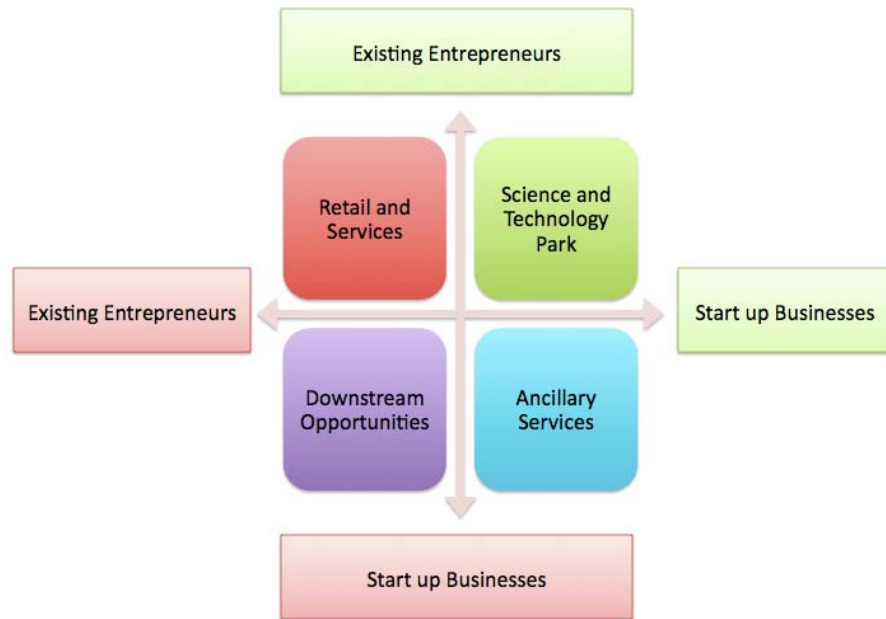 Existing Entrepreneurs
Retail and
Services
Science and
Technology
Park
Existing Entrepreneurs
Start up Businesses
Downstream
Opportunities
Ancillary
Services
Start up Businesses